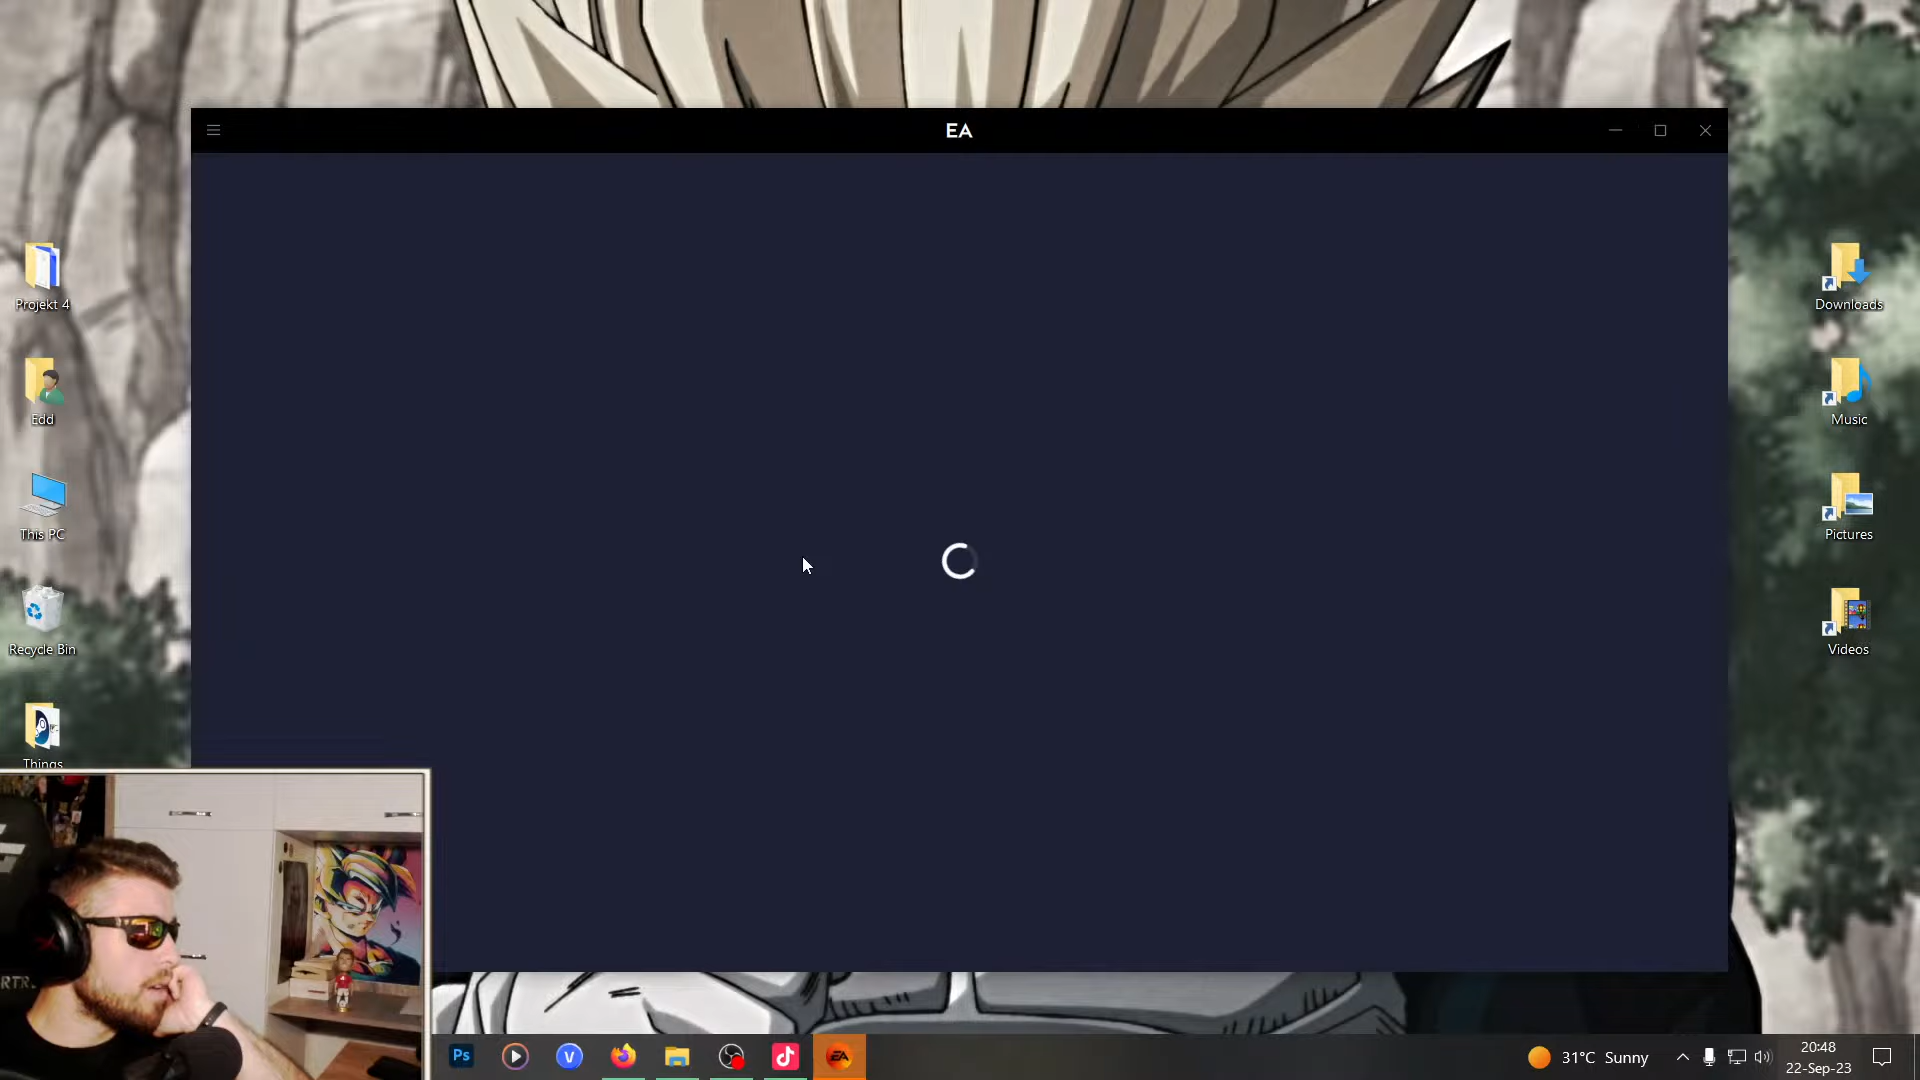 EA
Projekt 4
Edd
This PC
Recycle Bin
Things
Downloads
Music
Pictures
Videos
Ps
V
EA
31°C Sunny
20:48
22-Sep-23